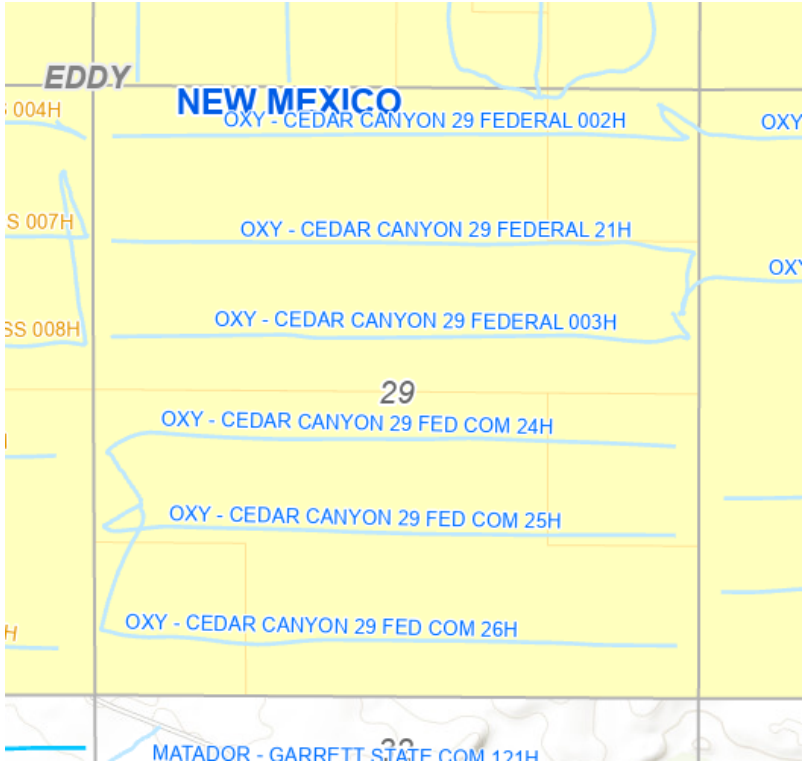 EDDY
NEW MEXICO
004H
OXY - CEDAR CANYON 29 FEDERAL 002H
OXY
S 007H
OXY - CEDAR CANYON 29 FEDERAL 21H
OXY
SS 008H
OXY - CEDAR CANYON 29 FEDERAL 003H
29
OXY - CEDAR CANYON 29 FED COM 24H
OXY - CEDAR CANYON 29 FED COM 25H
OXY - CEDAR CANYON 29 FED COM 26H
H
32
MATADOR - GARRETT STATE COM 121H